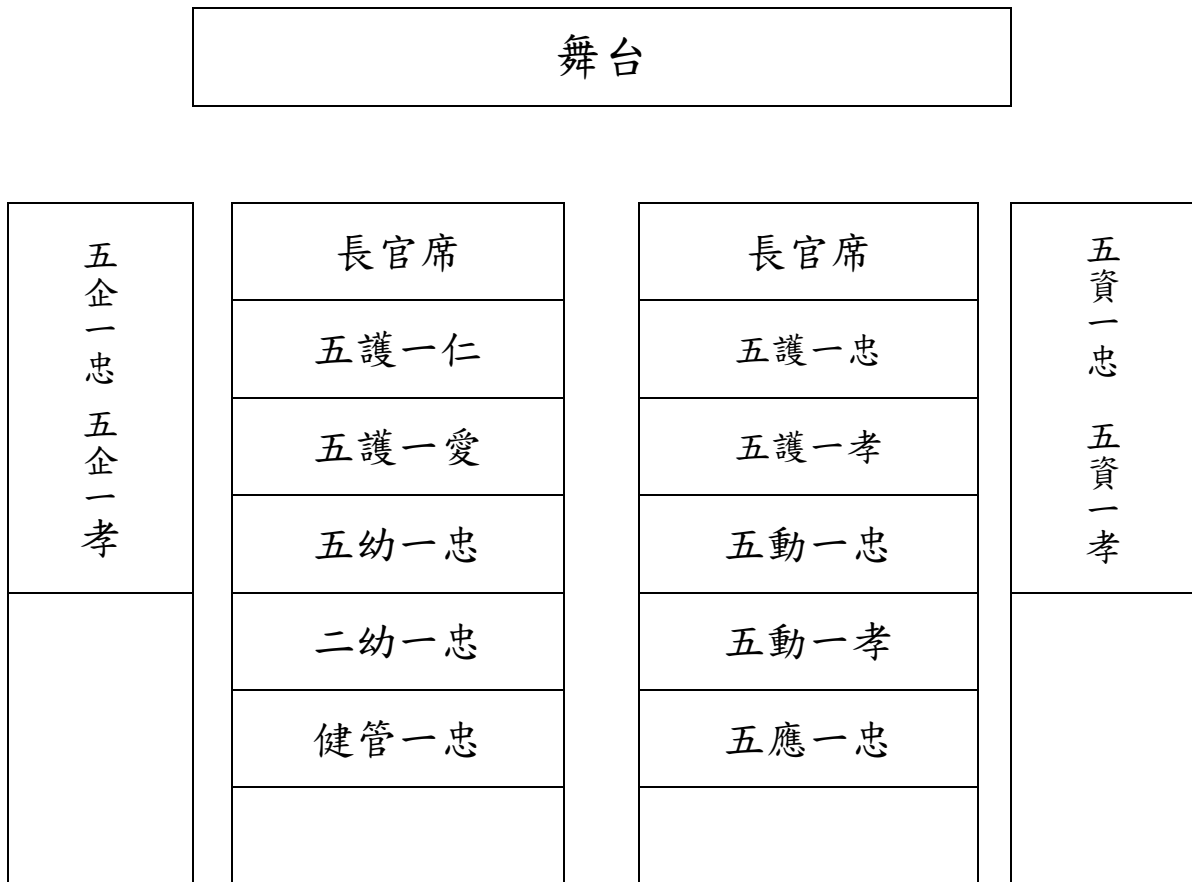 舞台
五企一忠 五企一孝
長官席
五護一仁
五護一愛
五幼一忠
二幼一忠
健管一忠
長官席
五護一忠
五護一孝
五動一忠
五動一孝
五應一忠
五資一忠 五資一孝